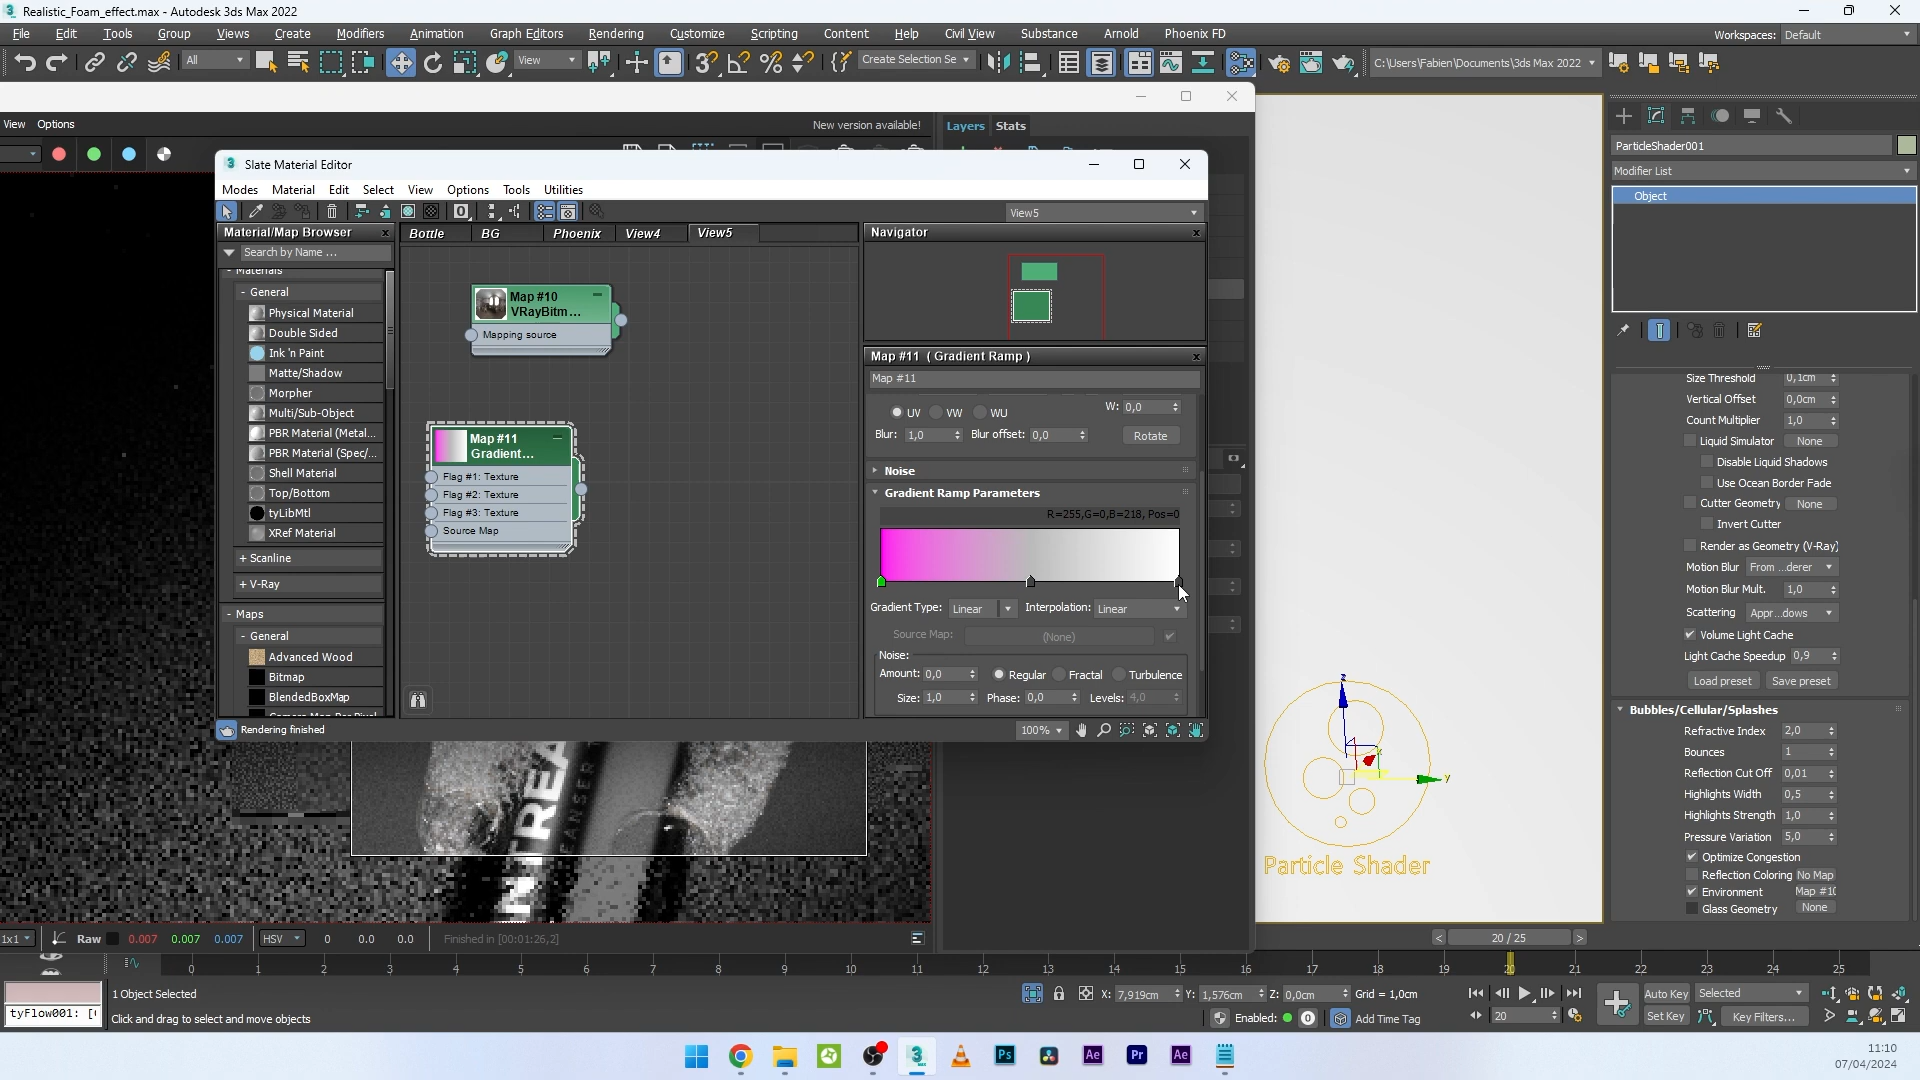 Realistic_Foam_effect.max - Autodesk 3ds Max 2022
File Edit Tools Group Views Create Modifiers Animation Graph Editors Rendering Customize Scripting Content Help Civil View Substance Arnold Phoenix FD
Workspaces: Default
All View Create Selection Se C:\Users\Fabien\Documents\3ds Max 2022
View Options New version available! Layers Stats
Slate Material Editor
Modes Material Edit Select View Options Tools Utilities
View5
Material/Map Browser
Search by Name ...
- Materials
- General
Physical Material
Double Sided
Ink 'n Paint
Matte/Shadow
Morpher
Multi/Sub-Object
PBR Material (Metal...
PBR Material (Spec/...
Shell Material
Top/Bottom
tyLibMtl
XRef Material
+ Scanline
+ V-Ray
- Maps
- General
Advanced Wood
Bitmap
BlendedBoxMap
Bottle BG Phoenix View4 View5
Map #10
VRayBitm...
Mapping source
Map #11
Gradient...
Flag #1: Texture
Flag #2: Texture
Flag #3: Texture
Source Map
Navigator
Map #11 ( Gradient Ramp )
Map #11
UV VW WU W: 0,0
Blur: 1,0 Blur offset: 0,0 Rotate
Noise
Gradient Ramp Parameters
R=255,G=0,B=218, Pos=0
Gradient Type: Linear Interpolation: Linear
Source Map: (None)
Noise:
Amount: 0,0 Regular Fractal Turbulence
Size: 1,0 Phase: 0,0 Levels: 4,0
Rendering finished
100%
NTREA
EANSER
Particle Shader
z
y
x
ParticleShader001
Modifier List
Object
Size Threshold 0,1cm
Vertical Offset 0,0cm
Count Multiplier 1,0
Liquid Simulator None
Disable Liquid Shadows
Use Ocean Border Fade
Cutter Geometry None
Invert Cutter
Render as Geometry (V-Ray)
Motion Blur From ...derer
Motion Blur Mult. 1,0
Scattering Appr...dows
Volume Light Cache
Light Cache Speedup 0,9
Load preset Save preset
Bubbles/Cellular/Splashes
Refractive Index 2,0
Bounces 1
Reflection Cut Off 0,01
Highlights Width 0,5
Highlights Strength 1,0
Pressure Variation 5,0
Optimize Congestion
Reflection Coloring No Map
Environment Map #10
Glass Geometry None
1x1 Raw 0.007 0.007 0.007 HSV 0 0.0 0.0 Finished in [00:01:26,2]
< 20 / 25 >
0 1 2 3 4 5 6 7 8 9 10 11 12 13 14 15 16 17 18 19 20 21 22 23 24 25
tyFlow001: [(
1 Object Selected
Click and drag to select and move objects
X: 7,919cm Y: 1,576cm Z: 0,0cm Grid = 1,0cm
Enabled: 0 Add Time Tag
20
Auto Key Selected
Set Key Key Filters...
11:10
07/04/2024